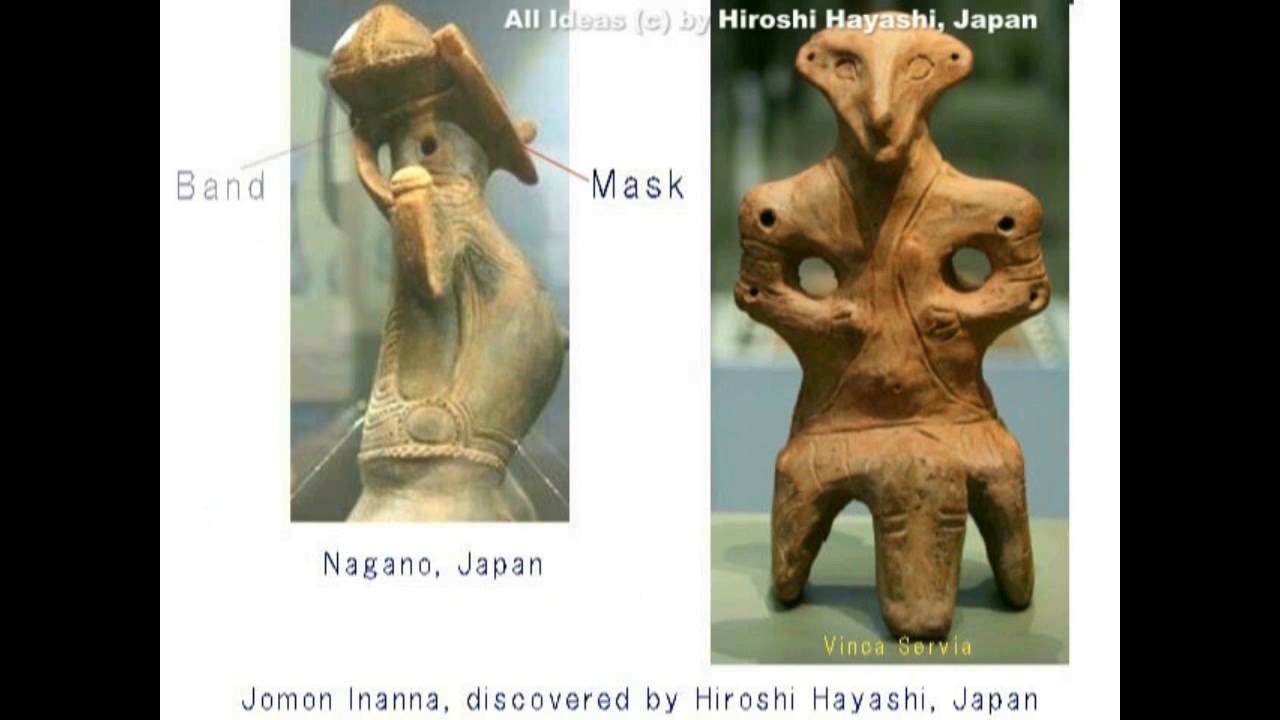 All Ideas (c) by Hiroshi Hayashi, Japan
Band
Mask
Nagano, Japan
Vinca Servia
Jomon Inanna, discovered by Hiroshi Hayashi, Japan